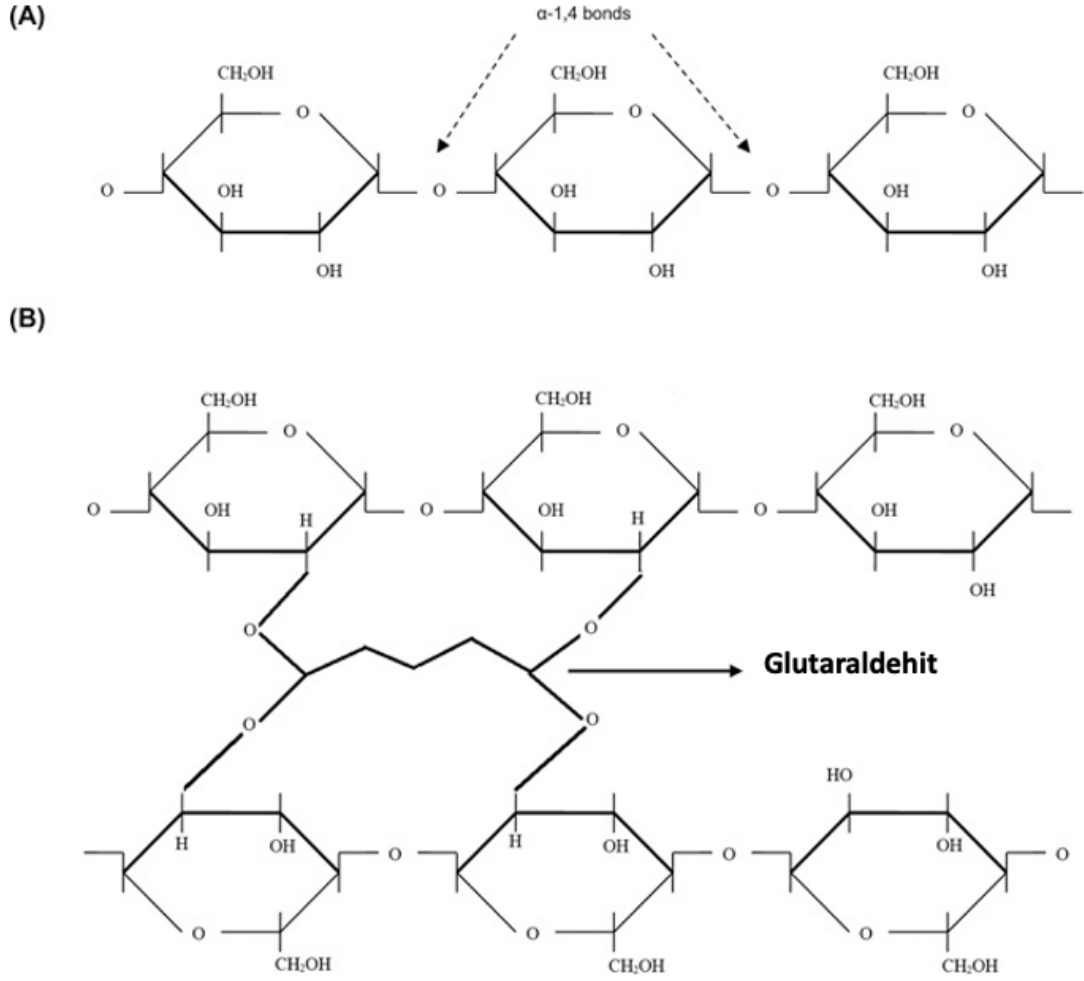 (A)
α-1,4 bonds
CH₂OH CH₂OH CH₂OH
O O O
O OH O OH O OH
OH OH OH
(B)
CH₂OH CH₂OH CH₂OH
O O O
O OH H O OH H O OH
OH
O O
Glutaraldehit
O O
HO
H OH H OH OH
O O O
O O O
CH₂OH CH₂OH CH₂OH